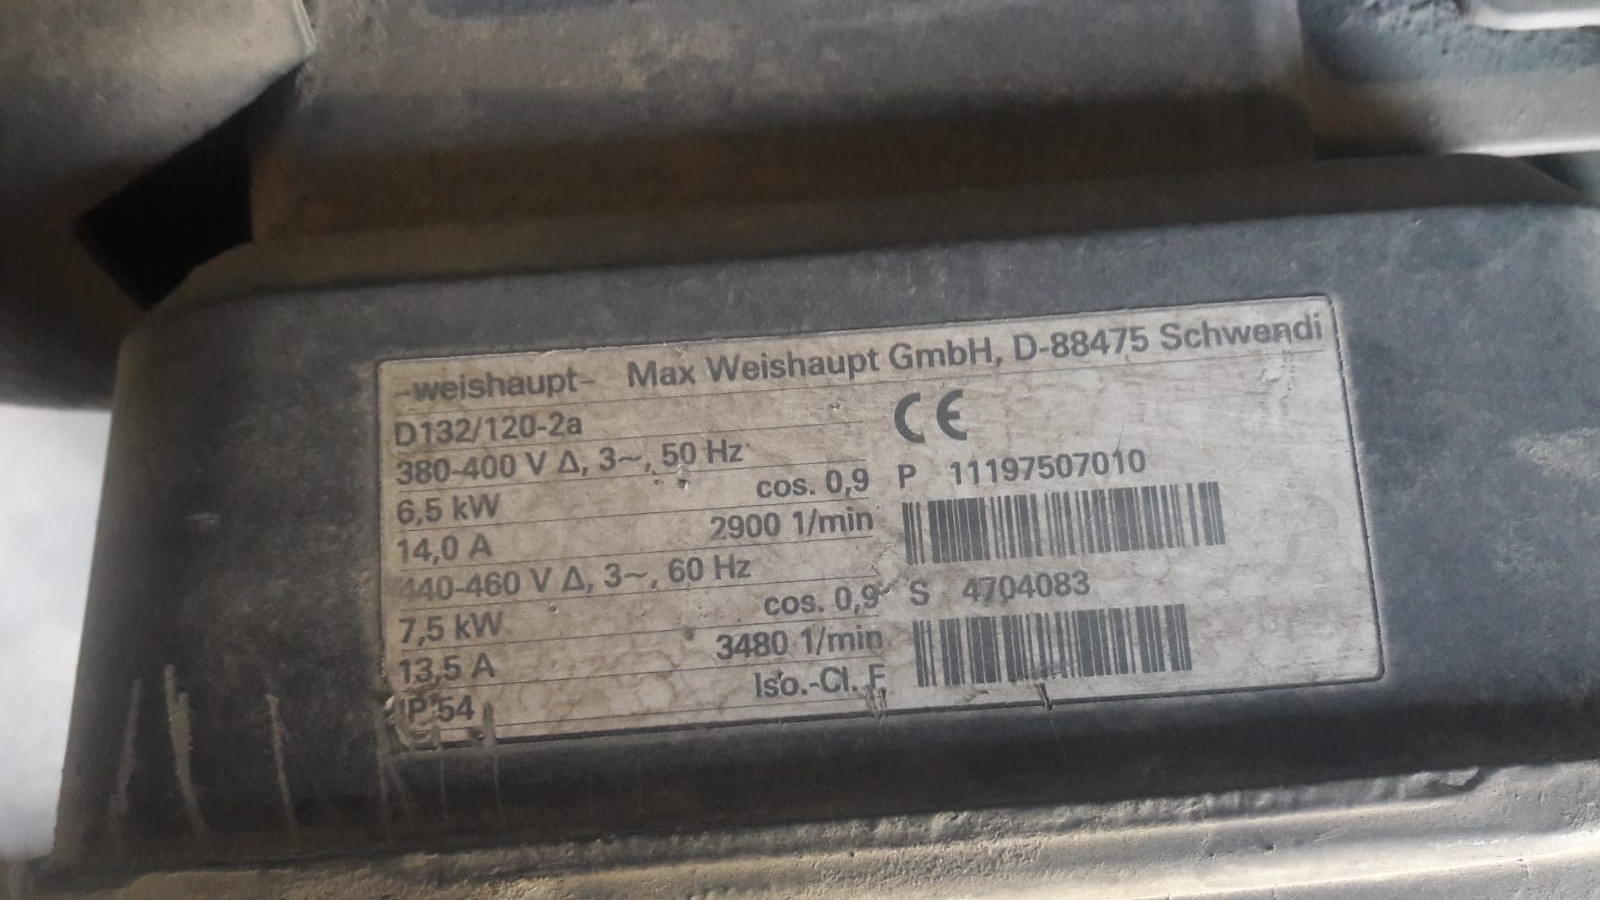 -weishaupt- Max Weishaupt GmbH, D-88475 Schwendi
D132/120-2a
CE
380-400 V Δ, 3~, 50 Hz
6,5 kW cos. 0,9
14,0 A 2900 1/min
440-460 V Δ, 3~, 60 Hz
7,5 kW cos. 0,9
13,5 A 3480 1/min
IP 54 Iso.-Cl. F
P 11197507010
S 4704083